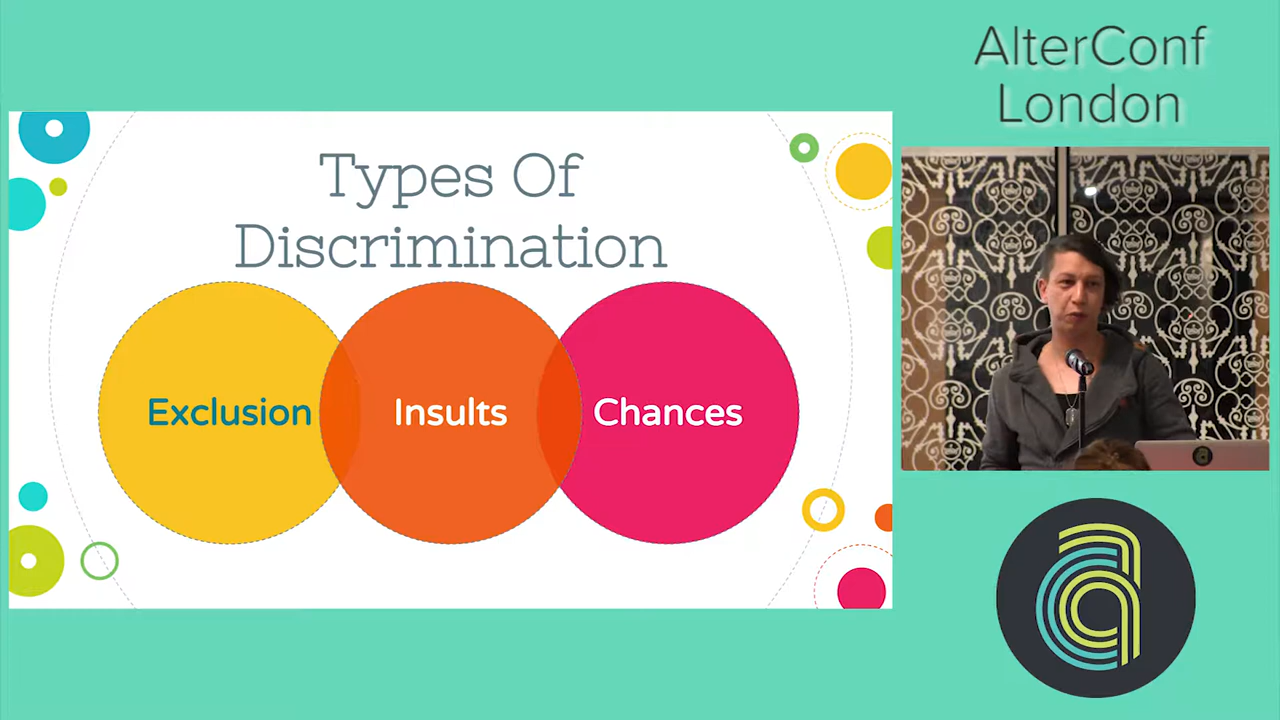 AlterConf
London
Types Of
Discrimination
Exclusion
Insults
Chances